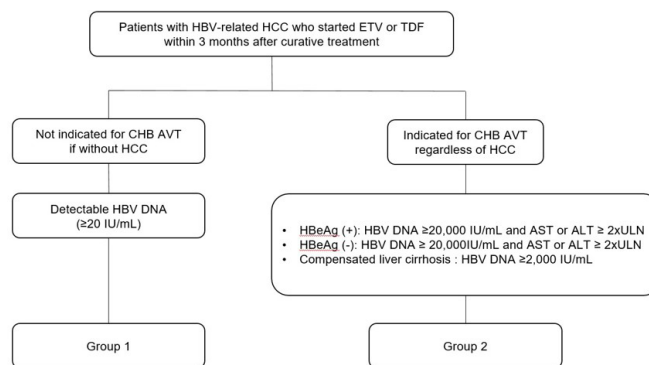 Patients with HBV-related HCC who started ETV or TDF
within 3 months after curative treatment
Not indicated for CHB AVT
if without HCC
Indicated for CHB AVT
regardless of HCC
Detectable HBV DNA
(≥20 IU/mL)
• HBeAg (+): HBV DNA ≥20,000 IU/mL and AST or ALT ≥ 2xULN
• HBeAg (-): HBV DNA ≥ 20,000IU/mL and AST or ALT ≥ 2xULN
• Compensated liver cirrhosis : HBV DNA ≥2,000 IU/mL
Group 1
Group 2